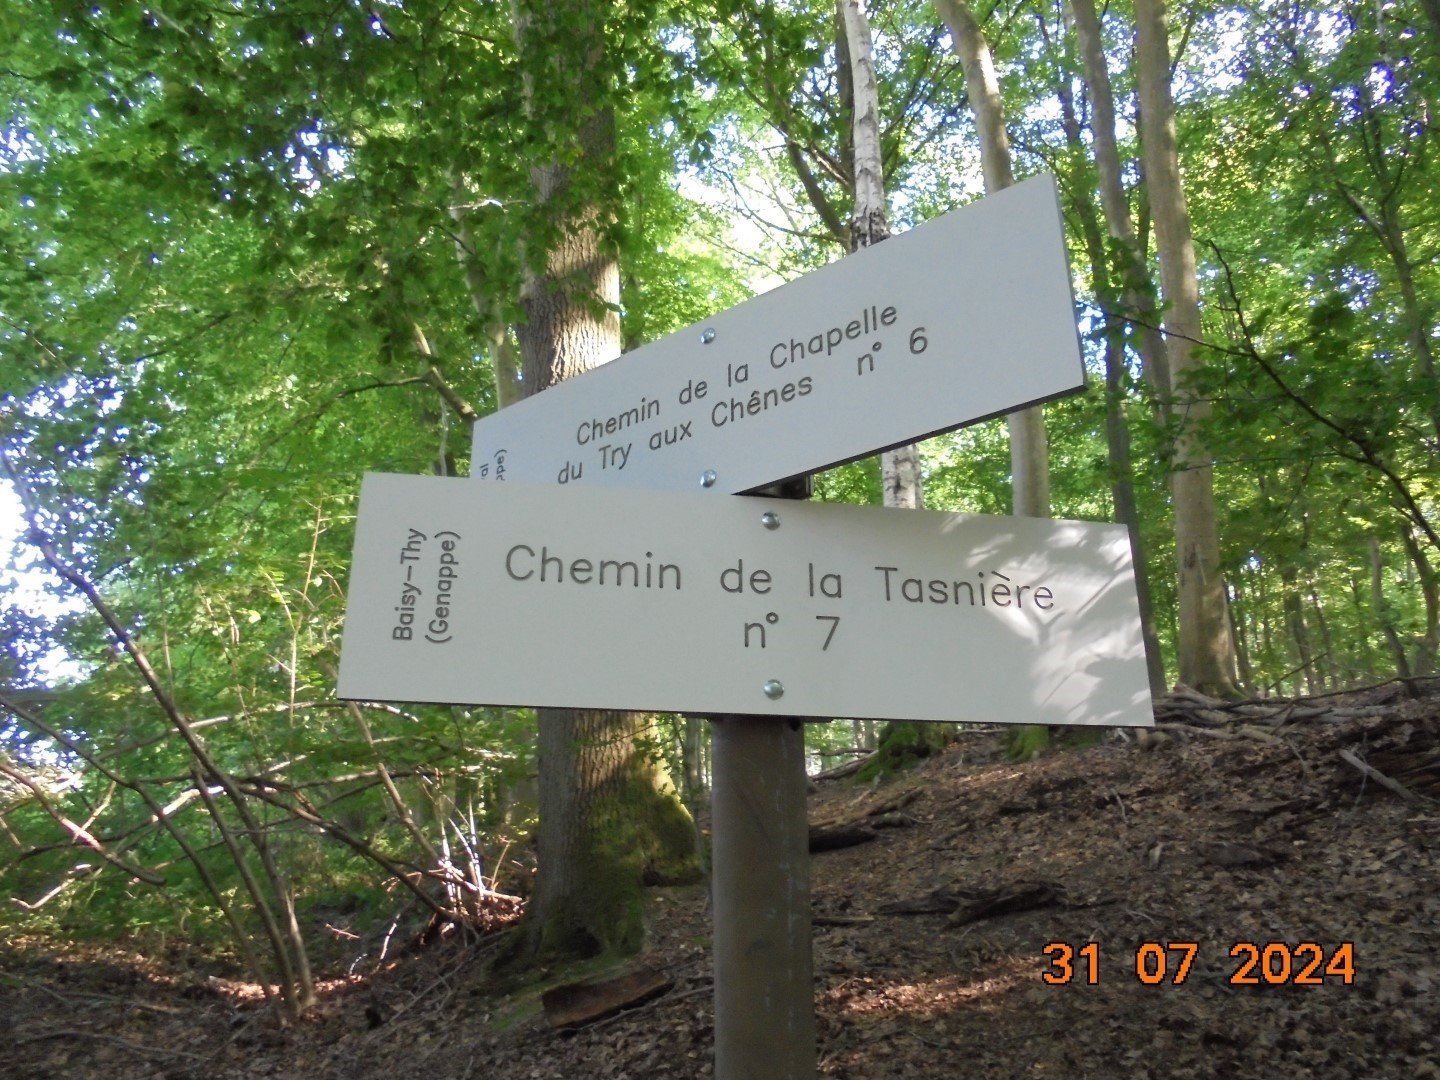 Chemin de la Chapelle
du Try aux Chênes n° 6
Baisy-Thy
(Genappe)
Chemin de la Tasnière
n° 7
31 07 2024